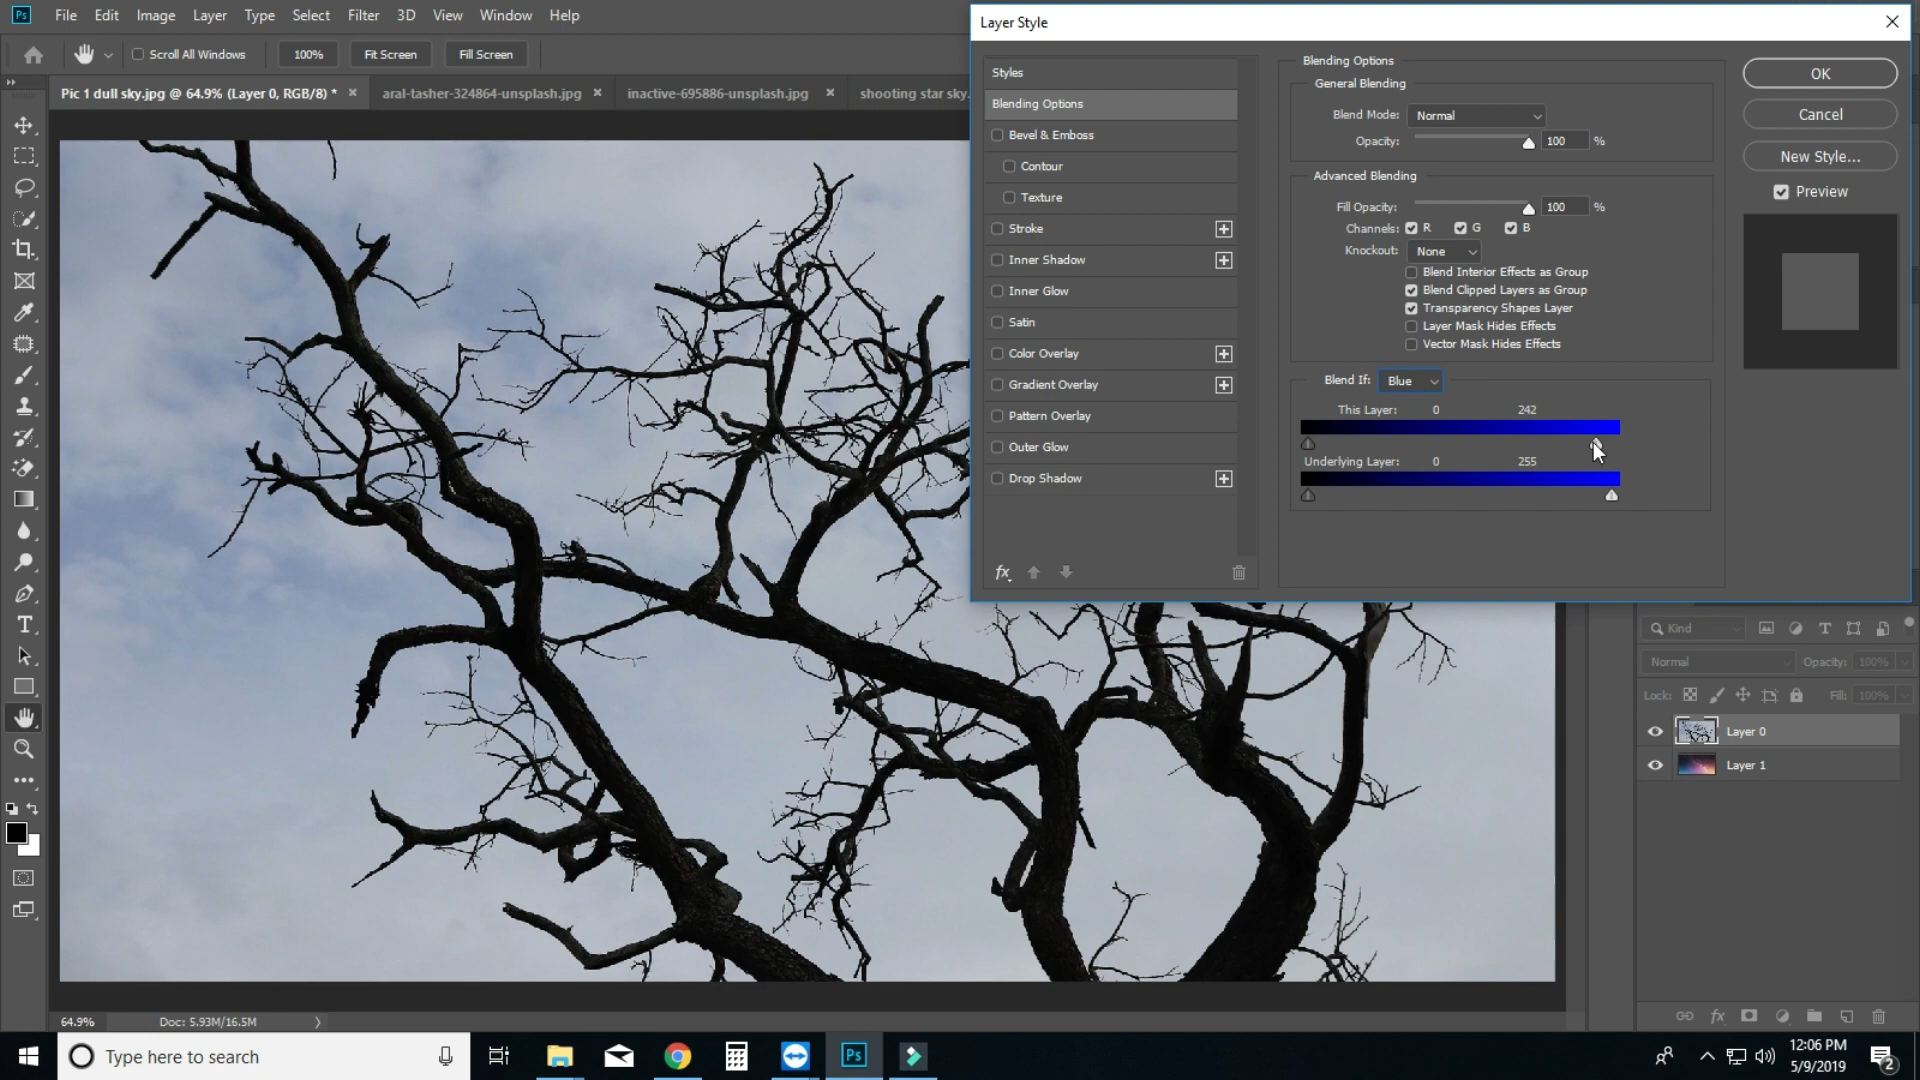 Ps File Edit Image Layer Type Select Filter 3D View Window Help
Scroll All Windows 100% Fit Screen Fill Screen
Pic 1 dull sky.jpg @ 64.9% (Layer 0, RGB/8) * × aral-tasher-324864-unsplash.jpg × inactive-695886-unsplash.jpg × shooting star sky.
Layer Style
Styles
Blending Options
Bevel & Emboss
Contour
Texture
Stroke
Inner Shadow
Inner Glow
Satin
Color Overlay
Gradient Overlay
Pattern Overlay
Outer Glow
Drop Shadow
fx
Blending Options
General Blending
Blend Mode: Normal
Opacity: 100 %
Advanced Blending
Fill Opacity: 100 %
Channels: R G B
Knockout: None
Blend Interior Effects as Group
Blend Clipped Layers as Group
Transparency Shapes Layer
Layer Mask Hides Effects
Vector Mask Hides Effects
Blend If: Blue
This Layer: 0 242
Underlying Layer: 0 255
OK
Cancel
New Style...
Preview
Kind
Normal Opacity: 100%
Lock: Fill: 100%
Layer 0
Layer 1
fx
64.9% Doc: 5.93M/16.5M
Type here to search
Ps
12:06 PM
5/9/2019
2